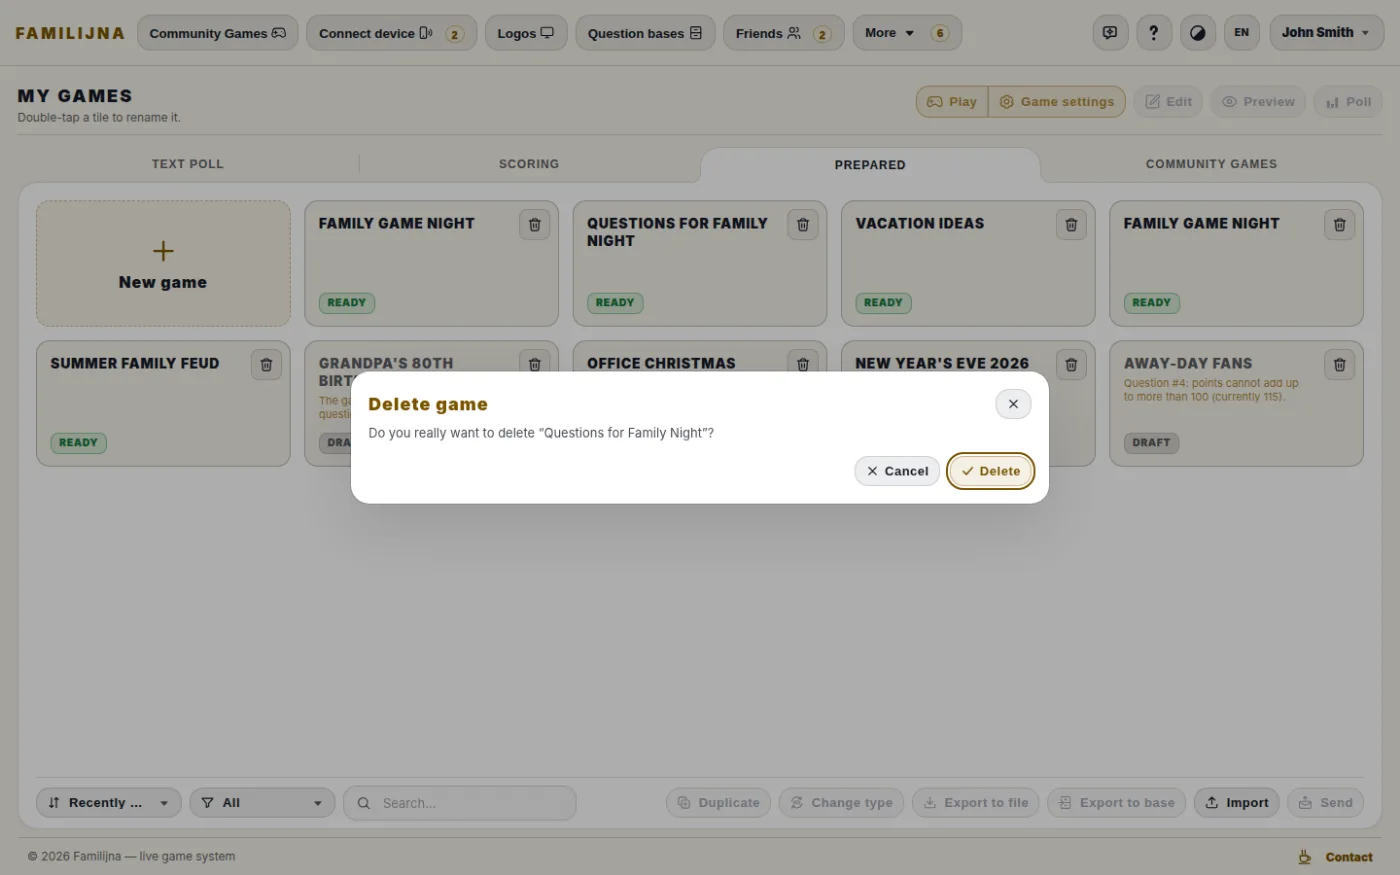 FAMILIJNA
Community Games
Connect device 2
Logos
Question bases
Friends 2
More 6
?
EN
John Smith
MY GAMES
Double-tap a tile to rename it.
Play
Game settings
Edit
Preview
Poll
TEXT POLL
SCORING
PREPARED
COMMUNITY GAMES
New game
FAMILY GAME NIGHT
READY
QUESTIONS FOR FAMILY
NIGHT
READY
VACATION IDEAS
READY
FAMILY GAME NIGHT
READY
SUMMER FAMILY FEUD
READY
GRANDPA'S 80TH
OFFICE CHRISTMAS
NEW YEAR'S EVE 2026
AWAY-DAY FANS
Question #4: points cannot add up
to more than 100 (currently 115).
DRAFT
Delete game
Do you really want to delete “Questions for Family Night”?
Cancel
Delete
Recently ...
All
Search...
Duplicate
Change type
Export to file
Export to base
Import
Send
© 2026 Familijna — live game system
Contact